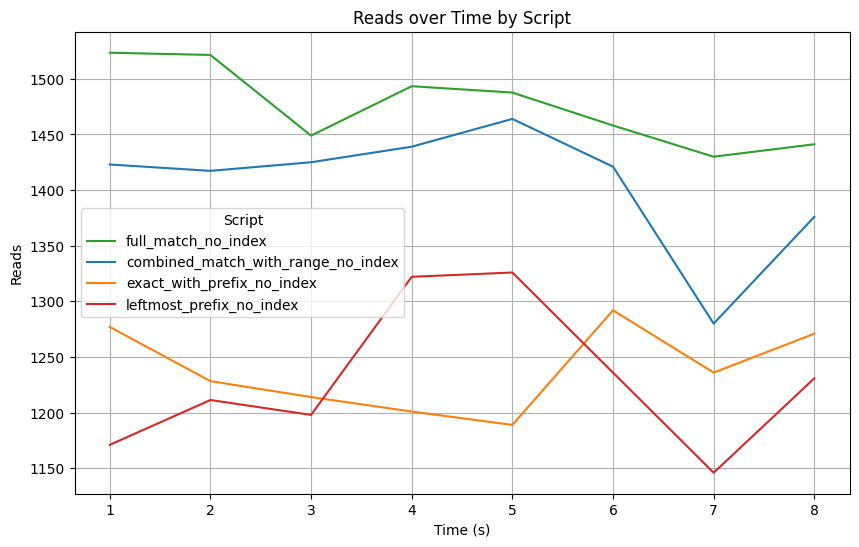 Reads over Time by Script
Reads
1500
1450
1400
1350
1300
1250
1200
1150
Script
full_match_no_index
combined_match_with_range_no_index
exact_with_prefix_no_index
leftmost_prefix_no_index
1 2 3 4 5 6 7 8
Time (s)